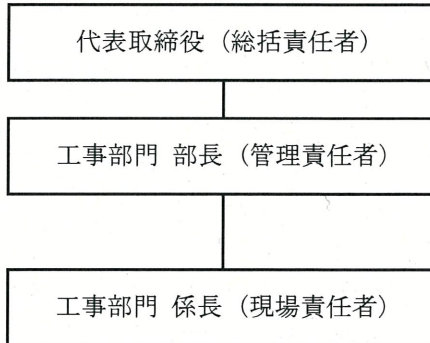 代表取締役（総括責任者）
工事部門 部長（管理責任者）
工事部門 係長（現場責任者）